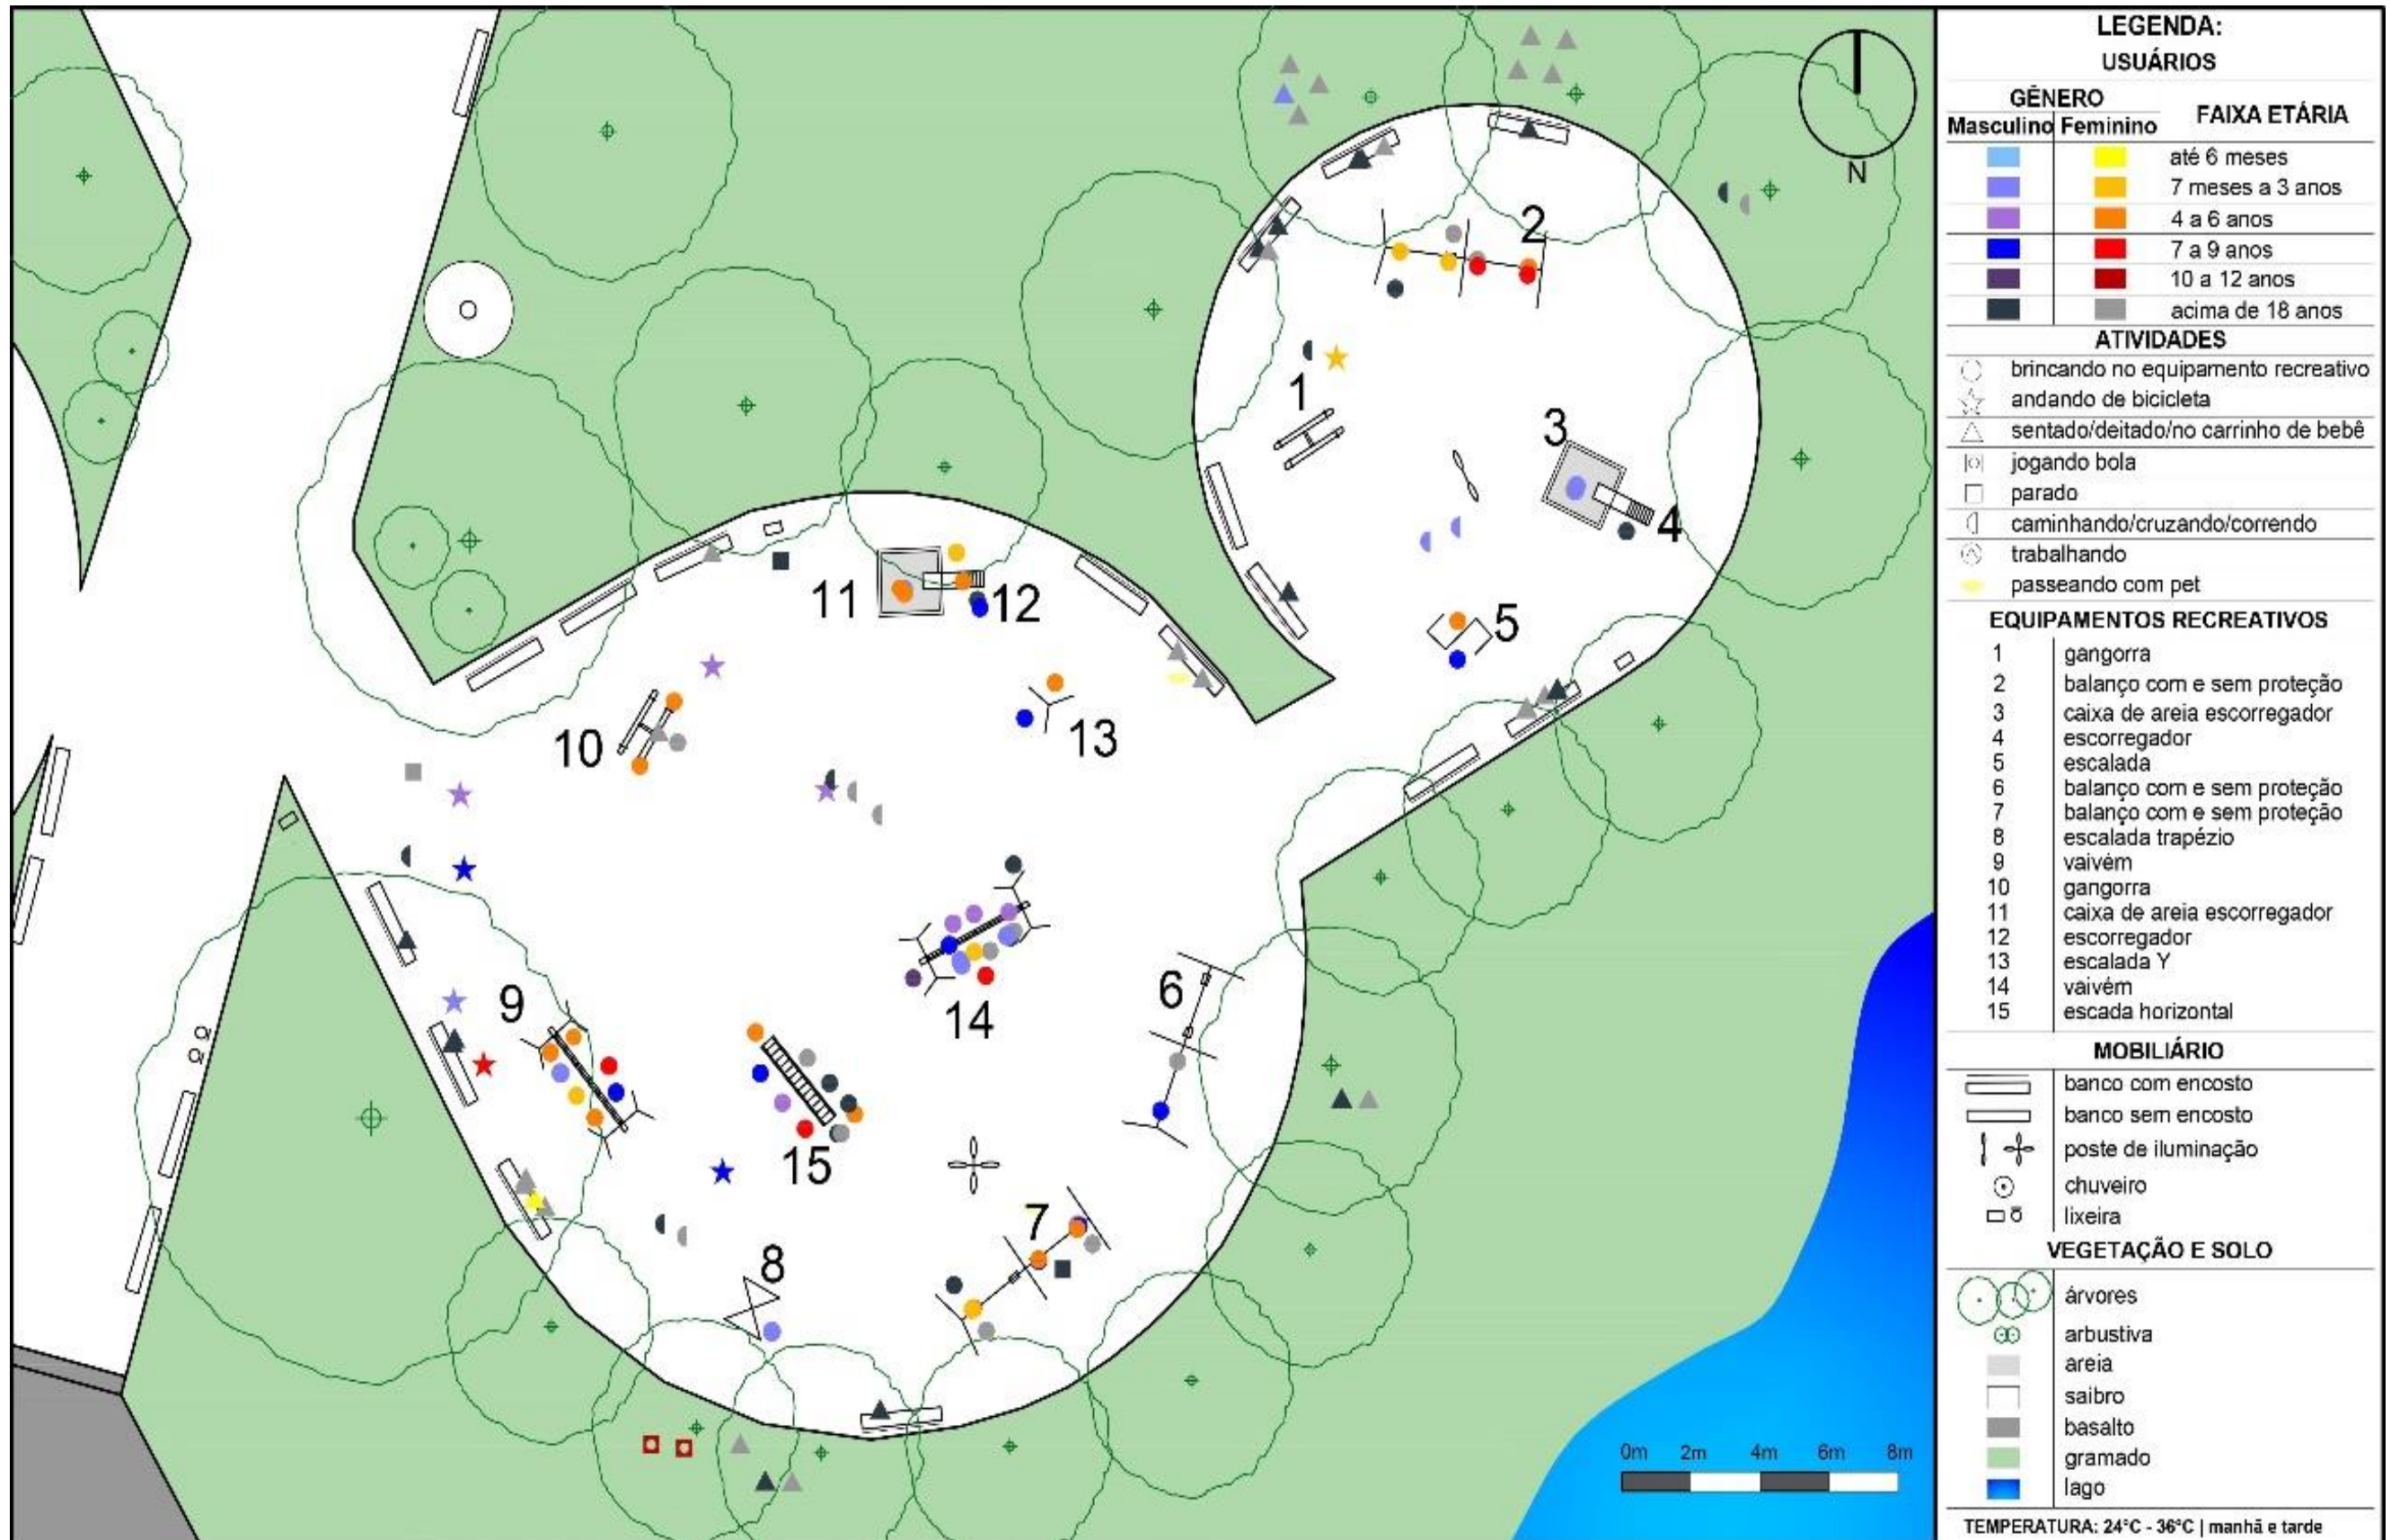 1
2
3
4
5
6
7
8
9
10
11
12
13
14
15
N
0m 2m 4m 6m 8m
LEGENDA:
USUÁRIOS
GÊNERO
Masculino Feminino FAIXA ETÁRIA
até 6 meses
7 meses a 3 anos
4 a 6 anos
7 a 9 anos
10 a 12 anos
acima de 18 anos
ATIVIDADES
brincando no equipamento recreativo
andando de bicicleta
sentado/deitado/no carrinho de bebê
jogando bola
parado
caminhando/cruzando/correndo
trabalhando
passeando com pet
EQUIPAMENTOS RECREATIVOS
1 gangorra
2 balanço com e sem proteção
3 caixa de areia escorregador
4 escorregador
5 escalada
6 balanço com e sem proteção
7 balanço com e sem proteção
8 escalada trapézio
9 vaivém
10 gangorra
11 caixa de areia escorregador
12 escorregador
13 escalada Y
14 vaivém
15 escada horizontal
MOBILIÁRIO
banco com encosto
banco sem encosto
poste de iluminação
chuveiro
lixeira
VEGETAÇÃO E SOLO
árvores
arbustiva
areia
saibro
basalto
gramado
lago
TEMPERATURA: 24°C - 36°C | manhã e tarde